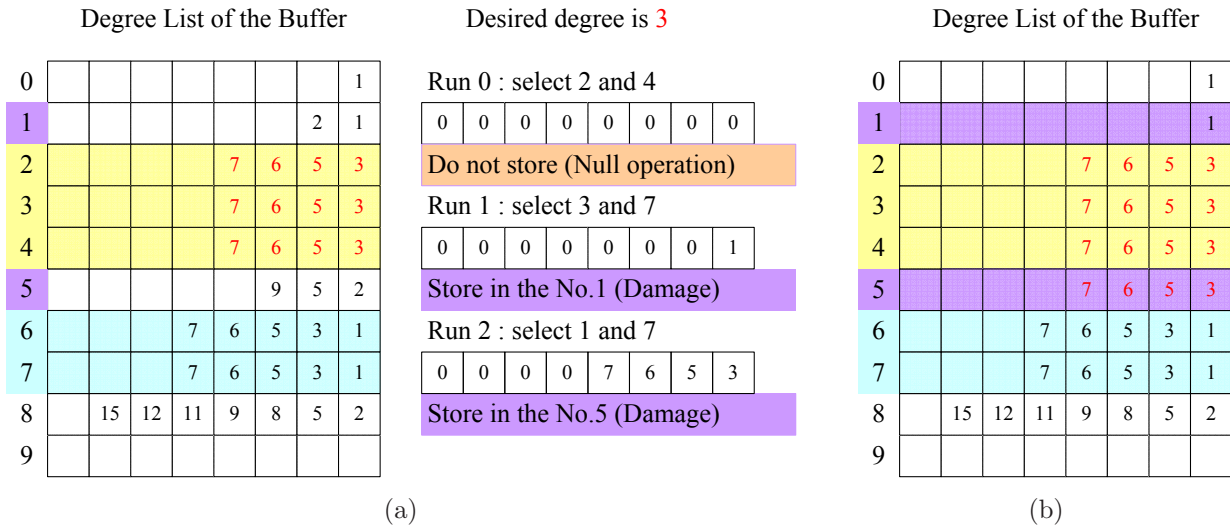 Degree List of the Buffer
0 1
1 2 1
2 7 6 5 3
3 7 6 5 3
4 7 6 5 3
5 9 5 2
6 7 6 5 3 1
7 7 6 5 3 1
8 15 12 11 9 8 5 2
9
Desired degree is 3
Run 0 : select 2 and 4
0 0 0 0 0 0 0 0
Do not store (Null operation)
Run 1 : select 3 and 7
0 0 0 0 0 0 0 1
Store in the No.1 (Damage)
Run 2 : select 1 and 7
0 0 0 0 7 6 5 3
Store in the No.5 (Damage)
(a)
Degree List of the Buffer
0 1
1 1
2 7 6 5 3
3 7 6 5 3
4 7 6 5 3
5 7 6 5 3
6 7 6 5 3 1
7 7 6 5 3 1
8 15 12 11 9 8 5 2
9
(b)